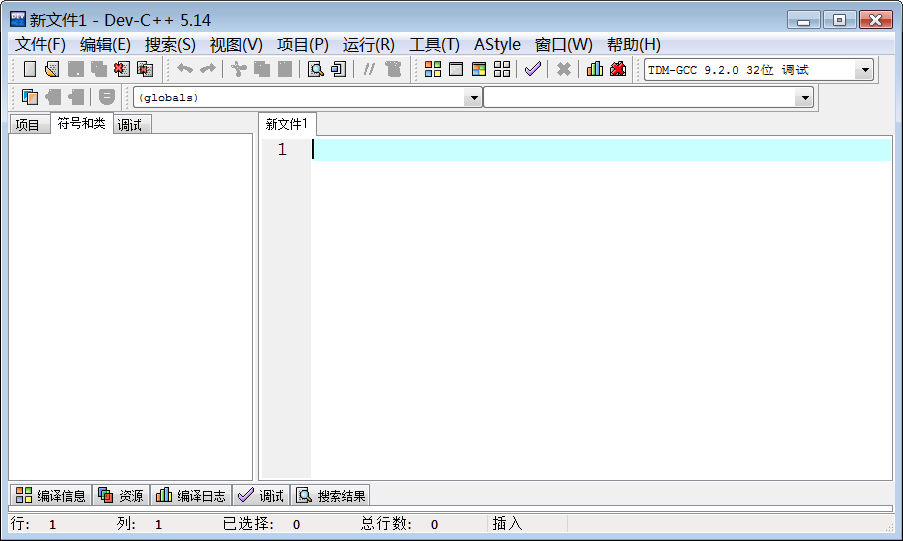 新文件1 - Dev-C++ 5.14
文件(F) 编辑(E) 搜索(S) 视图(V) 项目(P) 运行(R) 工具(T) AStyle 窗口(W) 帮助(H)
TDM-GCC 9.2.0 32位 调试
(globals)
项目 符号和类 调试 新文件1
1
编译信息 资源 编译日志 调试 搜索结果
行: 1 列: 1 已选择: 0 总行数: 0 插入